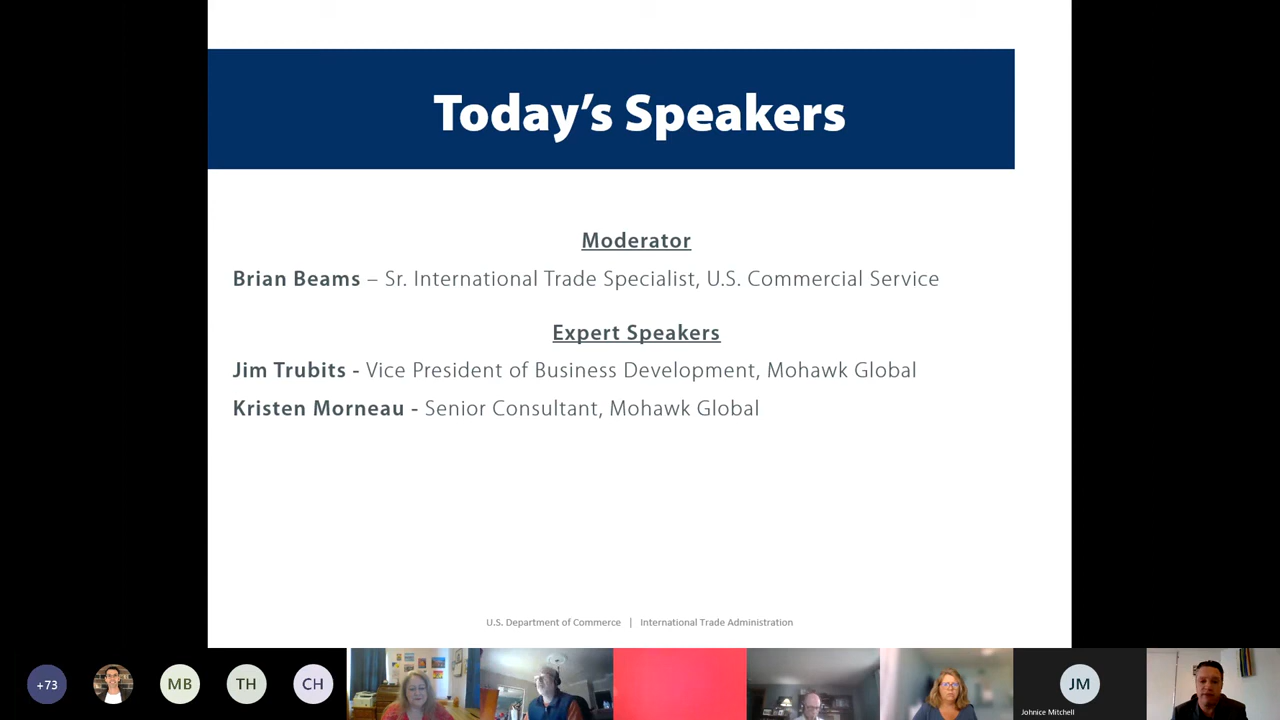 Today’s Speakers
Moderator
Brian Beams – Sr. International Trade Specialist, U.S. Commercial Service
Expert Speakers
Jim Trubits - Vice President of Business Development, Mohawk Global
Kristen Morneau - Senior Consultant, Mohawk Global
U.S. Department of Commerce | International Trade Administration
+73 MB TH CH JM
Johnice Mitchell